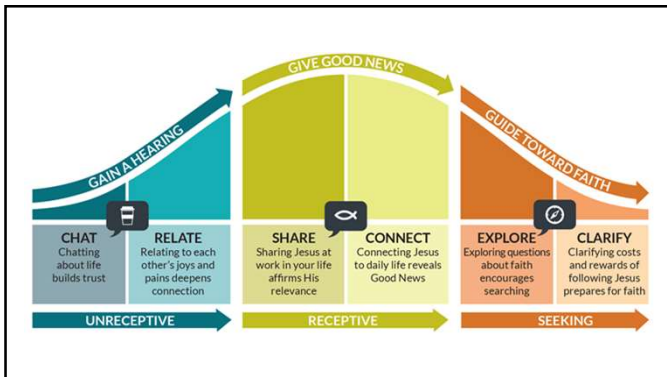 GAIN A HEARING
GIVE GOOD NEWS
GUIDE TOWARD FAITH
CHAT
Chatting
about life
builds trust
RELATE
Relating to each
other's joys and
pains deepens
connection
SHARE
Sharing Jesus at
work in your life
affirms His
relevance
CONNECT
Connecting Jesus
to daily life reveals
Good News
EXPLORE
Exploring questions
about faith
encourages
searching
CLARIFY
Clarifying costs
and rewards of
following Jesus
prepares for faith
UNRECEPTIVE
RECEPTIVE
SEEKING